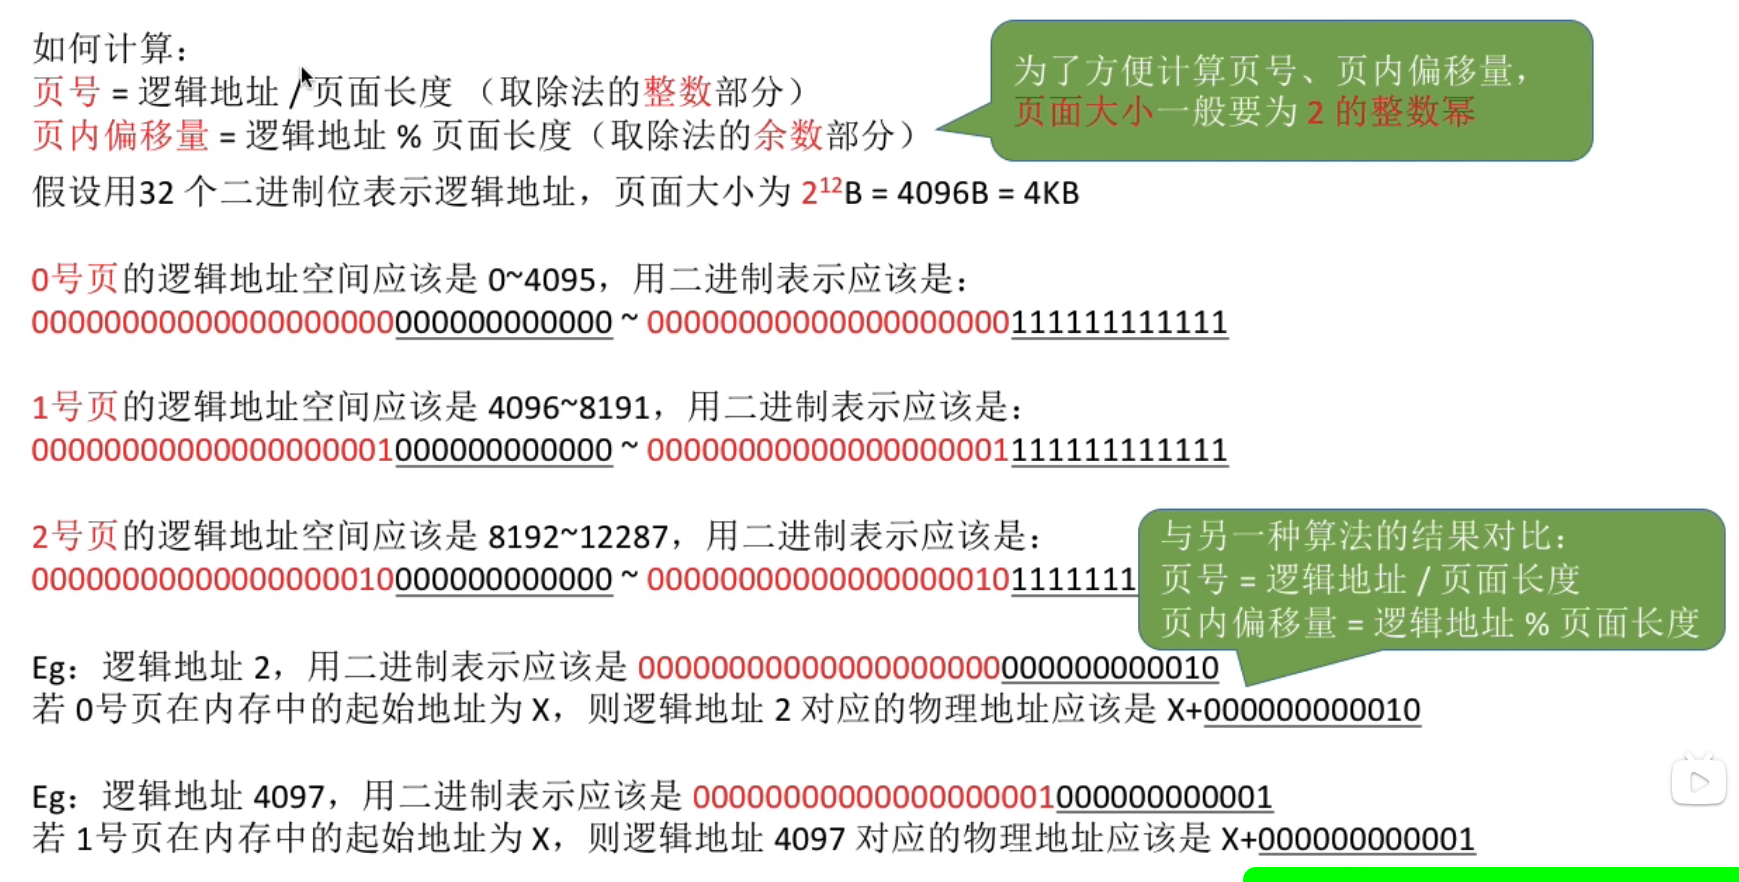 如何计算：
页号 = 逻辑地址 / 页面长度 （取除法的整数部分）
页内偏移量 = 逻辑地址 % 页面长度（取除法的余数部分）
为了方便计算页号、页内偏移量，
页面大小一般要为 2 的整数幂
假设用32 个二进制位表示逻辑地址，页面大小为 2¹²B = 4096B = 4KB
0号页的逻辑地址空间应该是 0~4095，用二进制表示应该是：
00000000000000000000000000000000 ~ 00000000000000000000111111111111
1号页的逻辑地址空间应该是 4096~8191，用二进制表示应该是：
00000000000000000001000000000000 ~ 00000000000000000001111111111111
2号页的逻辑地址空间应该是 8192~12287，用二进制表示应该是：
00000000000000000010000000000000 ~ 000000000000000000101111111
与另一种算法的结果对比：
页号 = 逻辑地址 / 页面长度
页内偏移量 = 逻辑地址 % 页面长度
Eg：逻辑地址 2，用二进制表示应该是 00000000000000000000000000000010
若 0号页在内存中的起始地址为 X，则逻辑地址 2 对应的物理地址应该是 X+000000000010
Eg：逻辑地址 4097，用二进制表示应该是 00000000000000000001000000000001
若 1号页在内存中的起始地址为 X，则逻辑地址 4097 对应的物理地址应该是 X+000000000001